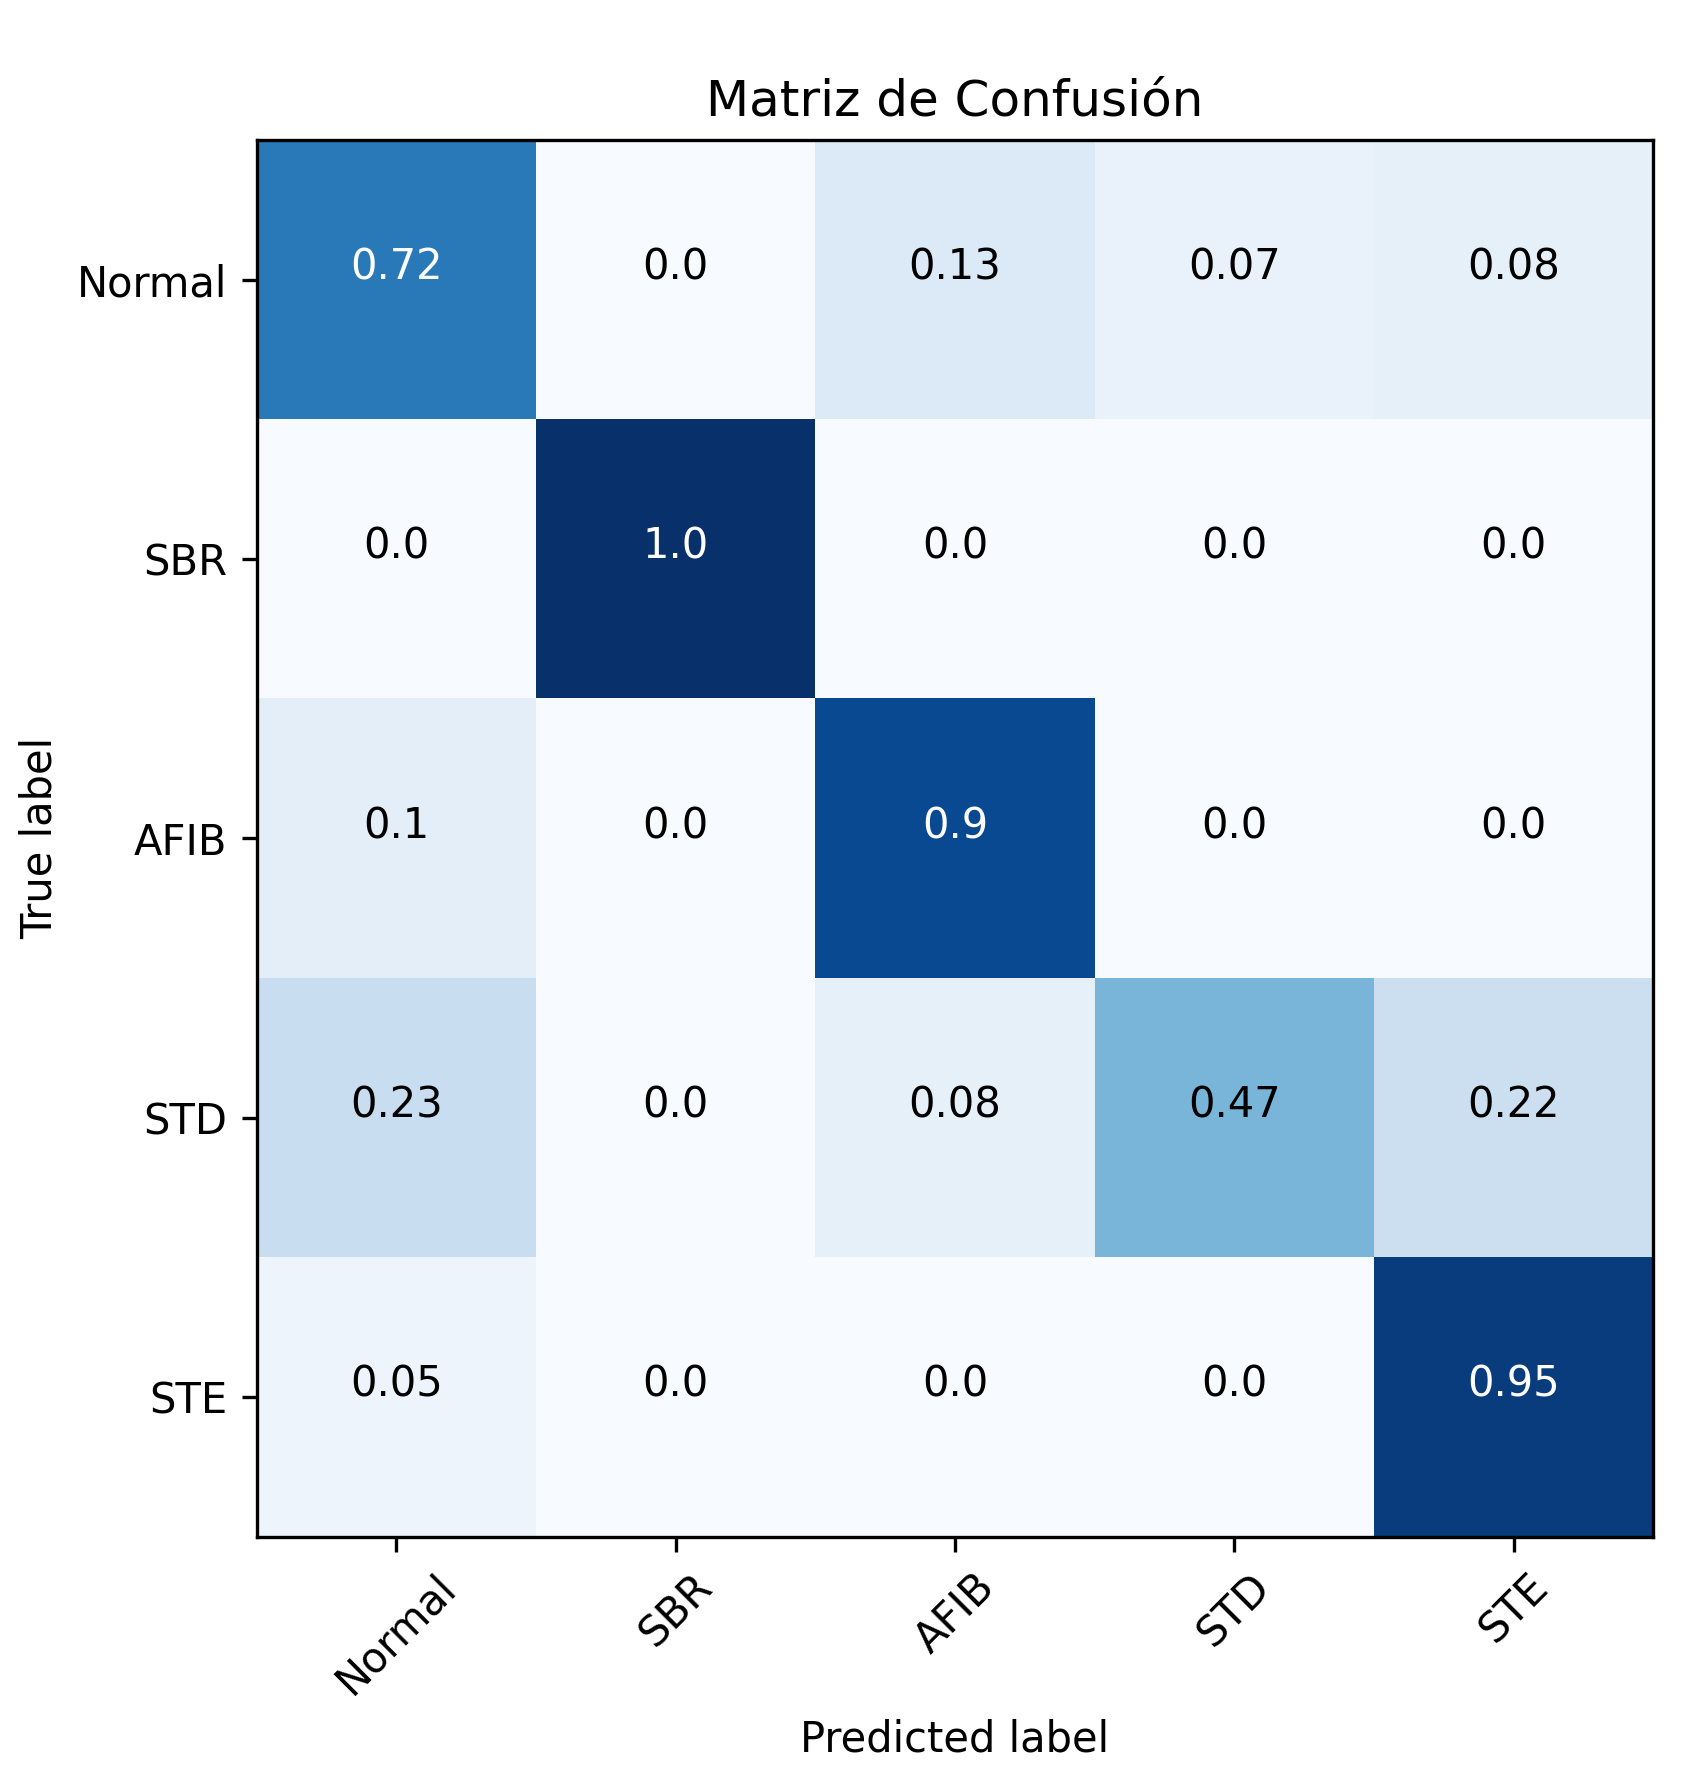 Matriz de Confusión
Normal 0.72 0.0 0.13 0.07 0.08
SBR 0.0 1.0 0.0 0.0 0.0
AFIB 0.1 0.0 0.9 0.0 0.0
STD 0.23 0.0 0.08 0.47 0.22
STE 0.05 0.0 0.0 0.0 0.95
True label
Normal SBR AFIB STD STE
Predicted label